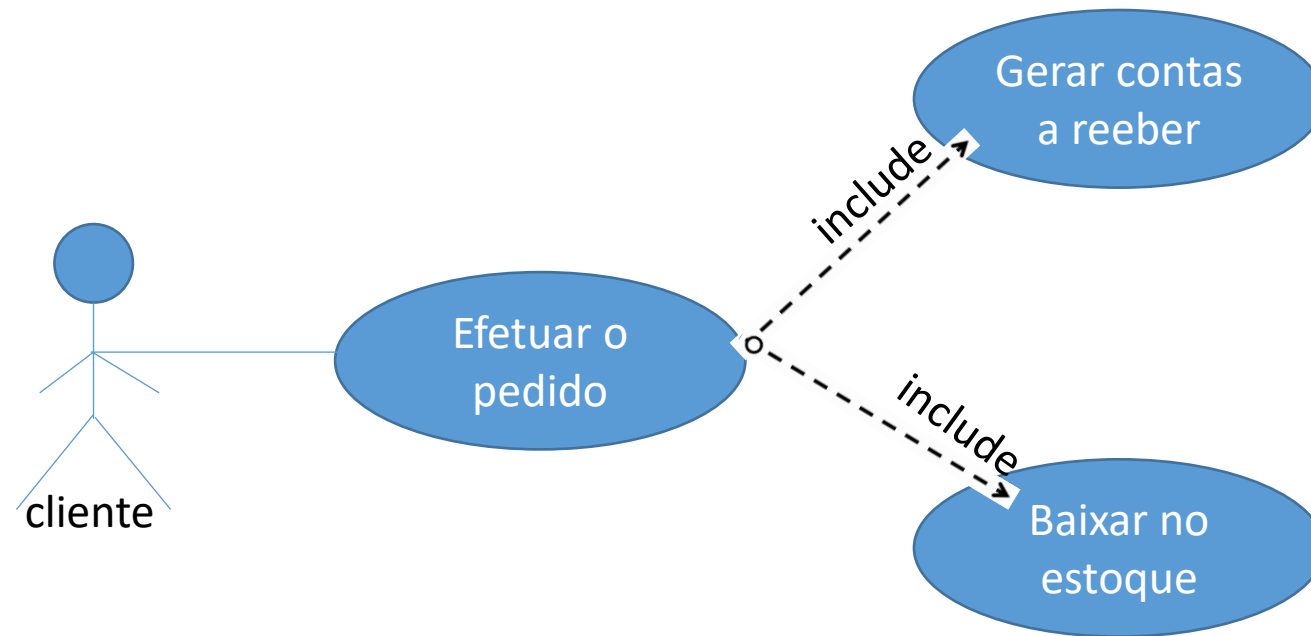 Gerar contas
a reeber
include
Efetuar o
pedido
include
cliente
Baixar no
estoque